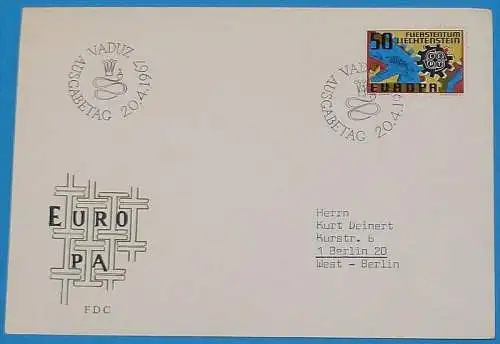 VADUZ
AUSGABETAG 20.4.1967
VADUZ
AUSGABETAG 20.4.19
50 FUERSTENTUM
LIECHTENSTEIN
EUROPA
EURO
PA
FDC
Herrn
Kurt Deinert
Kurstr. 6
1 Berlin 20
West - Berlin